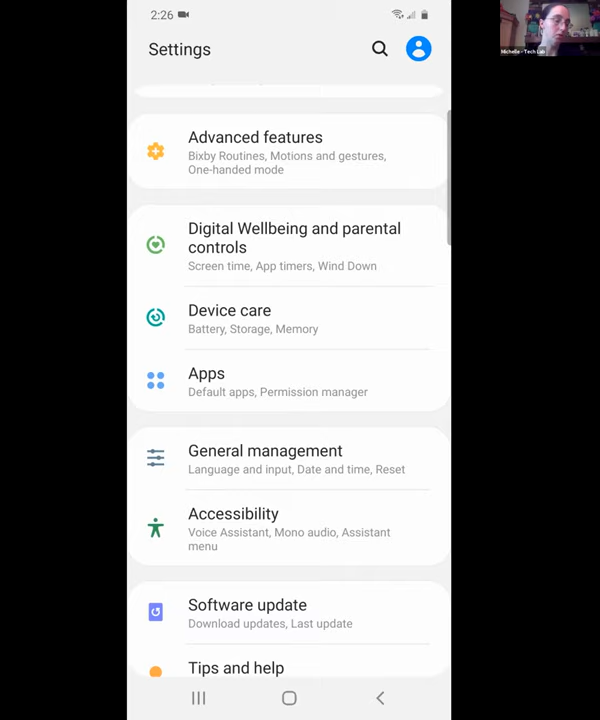 2:26
Settings
Michelle - Tech Lab
Advanced features
Bixby Routines, Motions and gestures,
One-handed mode
Digital Wellbeing and parental
controls
Screen time, App timers, Wind Down
Device care
Battery, Storage, Memory
Apps
Default apps, Permission manager
General management
Language and input, Date and time, Reset
Accessibility
Voice Assistant, Mono audio, Assistant
menu
Software update
Download updates, Last update
Tips and help